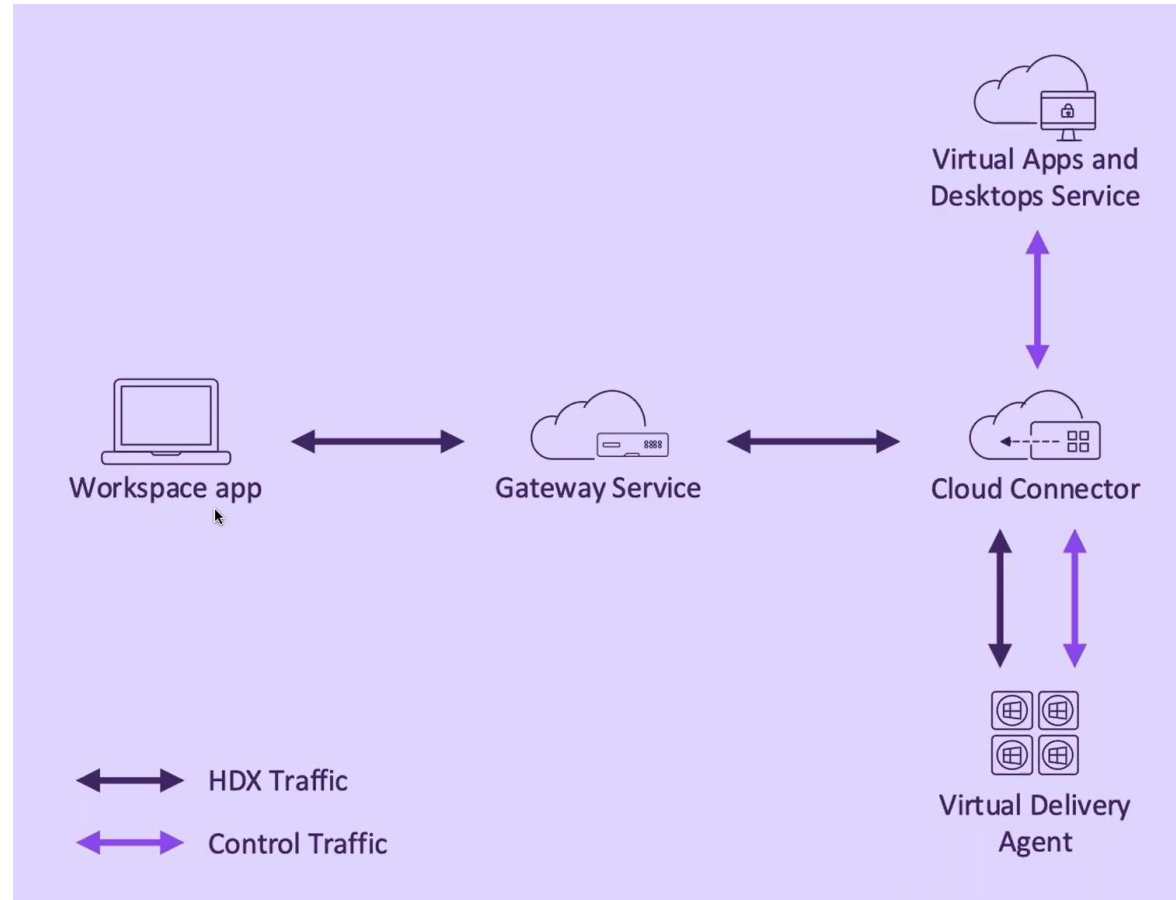 Virtual Apps and
Desktops Service
Workspace app
Gateway Service
Cloud Connector
HDX Traffic
Control Traffic
Virtual Delivery
Agent